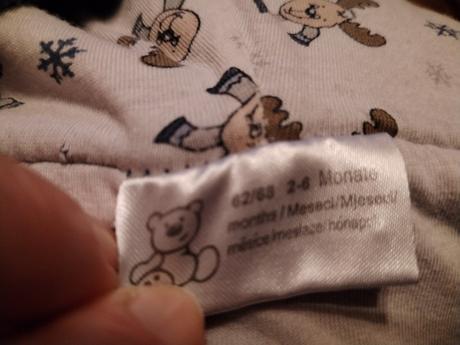 62/68 2-6 Monate
months/Meseci/Mjeseci/
měsíce/mesiace/hónap